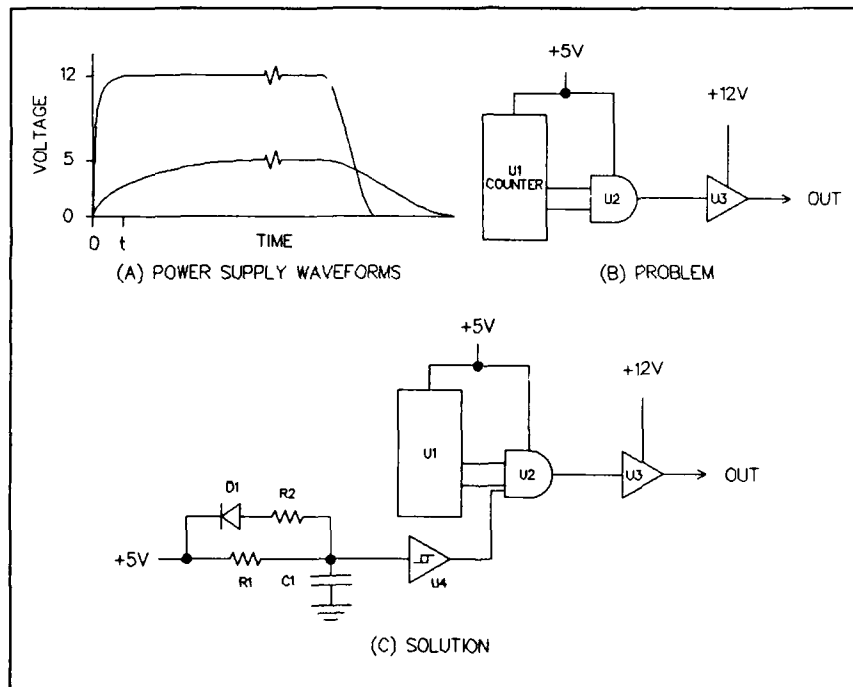 12
5
0
VOLTAGE
0 t TIME
(A) POWER SUPPLY WAVEFORMS
+5V
+12V
U1
COUNTER
U2
U3
OUT
(B) PROBLEM
+5V
+12V
U1
U2
U3
OUT
D1
R2
+5V
R1
C1
U4
(C) SOLUTION